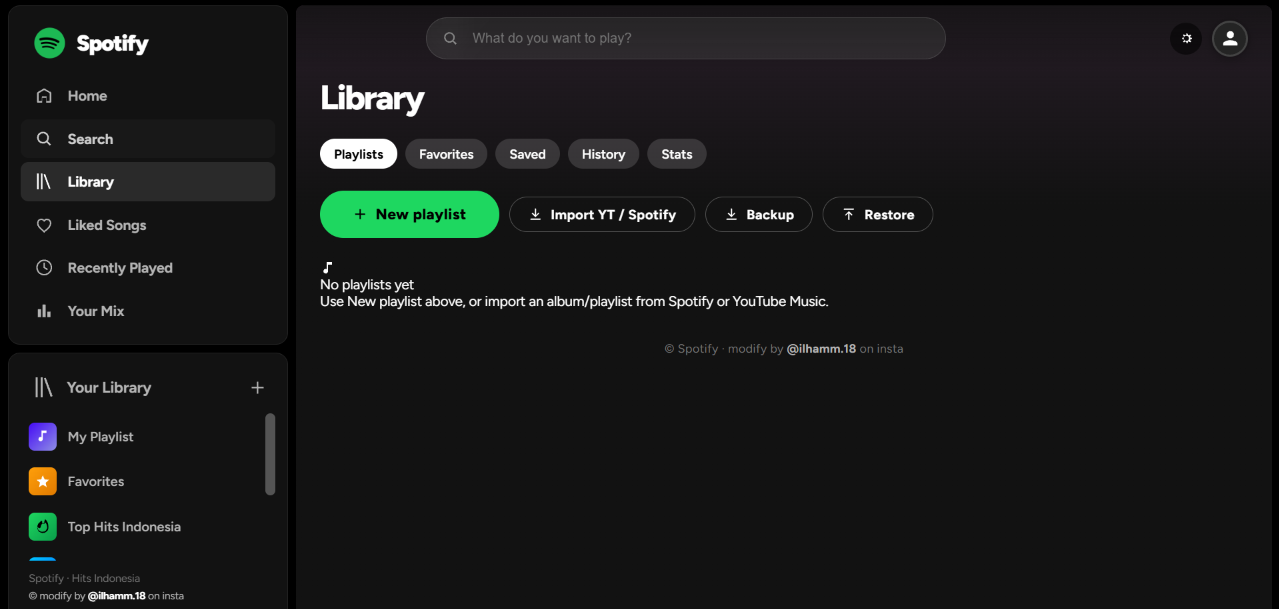 Spotify
Home
Search
Library
Liked Songs
Recently Played
Your Mix
Your Library
My Playlist
Favorites
Top Hits Indonesia
Spotify · Hits Indonesia
© modify by @ilhamm.18 on insta
What do you want to play?
Library
Playlists Favorites Saved History Stats
New playlist Import YT / Spotify Backup Restore
No playlists yet
Use New playlist above, or import an album/playlist from Spotify or YouTube Music.
© Spotify · modify by @ilhamm.18 on insta